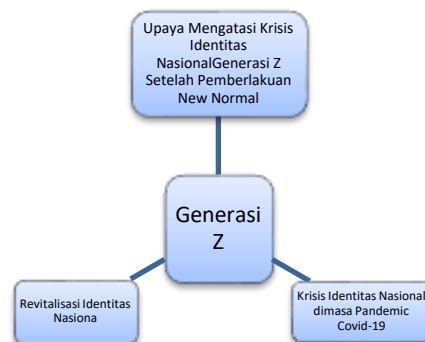 Upaya Mengatasi Krisis
Identitas
NasionalGenerasi Z
Setelah Pemberlakuan
New Normal
Generasi
Z
Revitalisasi Identitas
Nasiona
Krisis Identitas Nasional
dimasa Pandemic
Covid-19